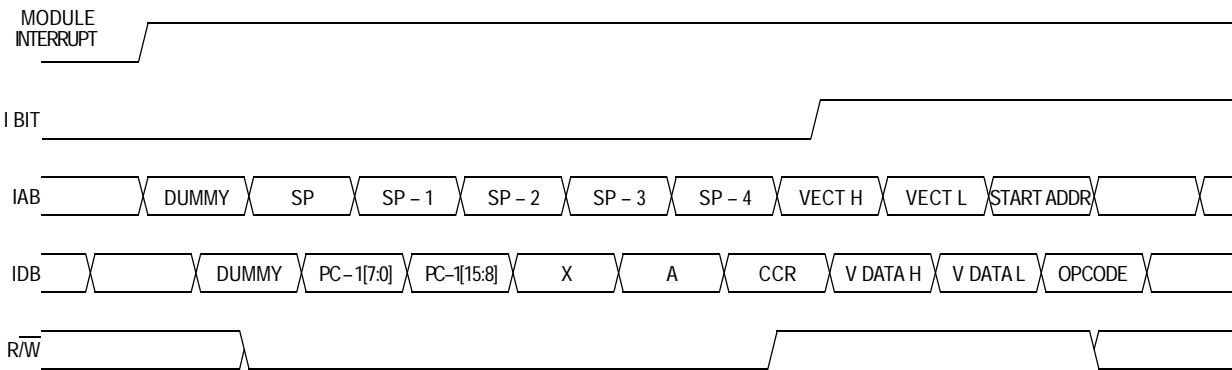 MODULE
INTERRUPT
I BIT
IAB DUMMY SP SP – 1 SP – 2 SP – 3 SP – 4 VECT H VECT L START ADDR
IDB DUMMY PC – 1[7:0] PC–1[15:8] X A CCR V DATA H V DATA L OPCODE
R/W